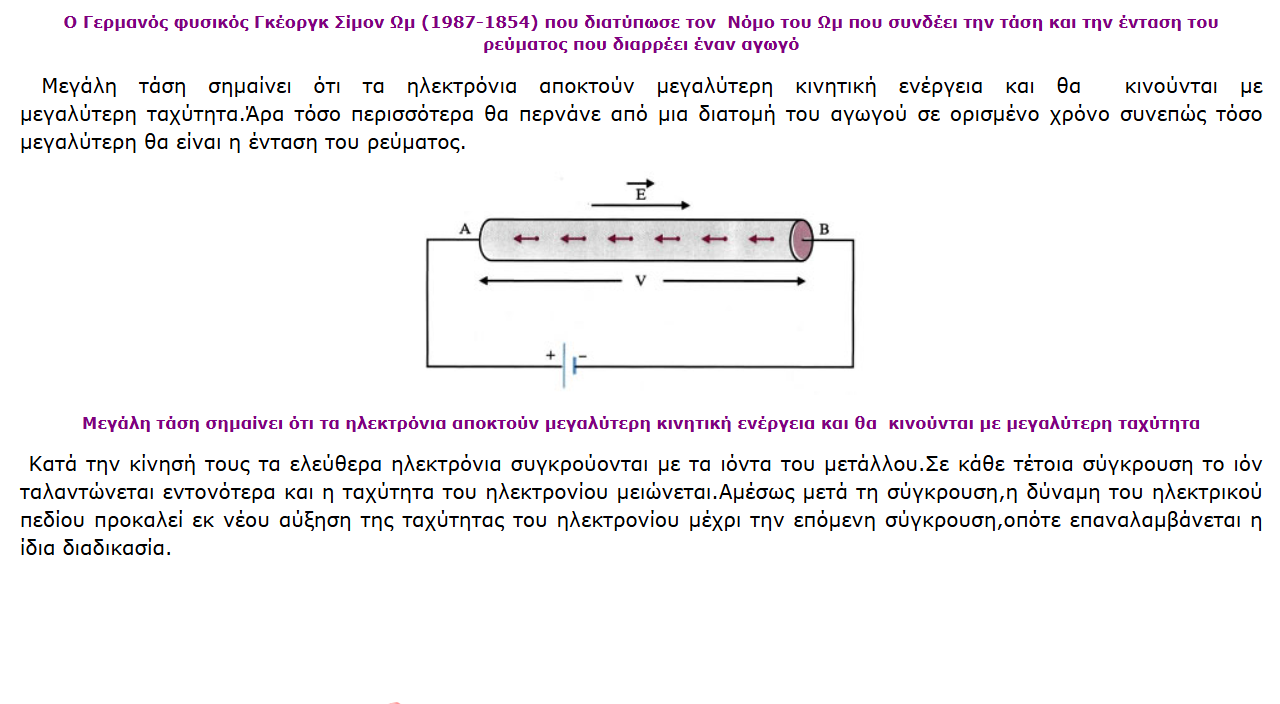 Ο Γερμανός φυσικός Γκέοργκ Σίμον Ωμ (1987-1854) που διατύπωσε τον Νόμο του Ωμ που συνδέει την τάση και την ένταση του
ρεύματος που διαρρέει έναν αγωγό
Μεγάλη τάση σημαίνει ότι τα ηλεκτρόνια αποκτούν μεγαλύτερη κινητική ενέργεια και θα κινούνται με
μεγαλύτερη ταχύτητα.Άρα τόσο περισσότερα θα περνάνε από μια διατομή του αγωγού σε ορισμένο χρόνο συνεπώς τόσο
μεγαλύτερη θα είναι η ένταση του ρεύματος.
E
A B
V
+ −
Μεγάλη τάση σημαίνει ότι τα ηλεκτρόνια αποκτούν μεγαλύτερη κινητική ενέργεια και θα κινούνται με μεγαλύτερη ταχύτητα
Κατά την κίνησή τους τα ελεύθερα ηλεκτρόνια συγκρούονται με τα ιόντα του μετάλλου.Σε κάθε τέτοια σύγκρουση το ιόν
ταλαντώνεται εντονότερα και η ταχύτητα του ηλεκτρονίου μειώνεται.Αμέσως μετά τη σύγκρουση,η δύναμη του ηλεκτρικού
πεδίου προκαλεί εκ νέου αύξηση της ταχύτητας του ηλεκτρονίου μέχρι την επόμενη σύγκρουση,οπότε επαναλαμβάνεται η
ίδια διαδικασία.